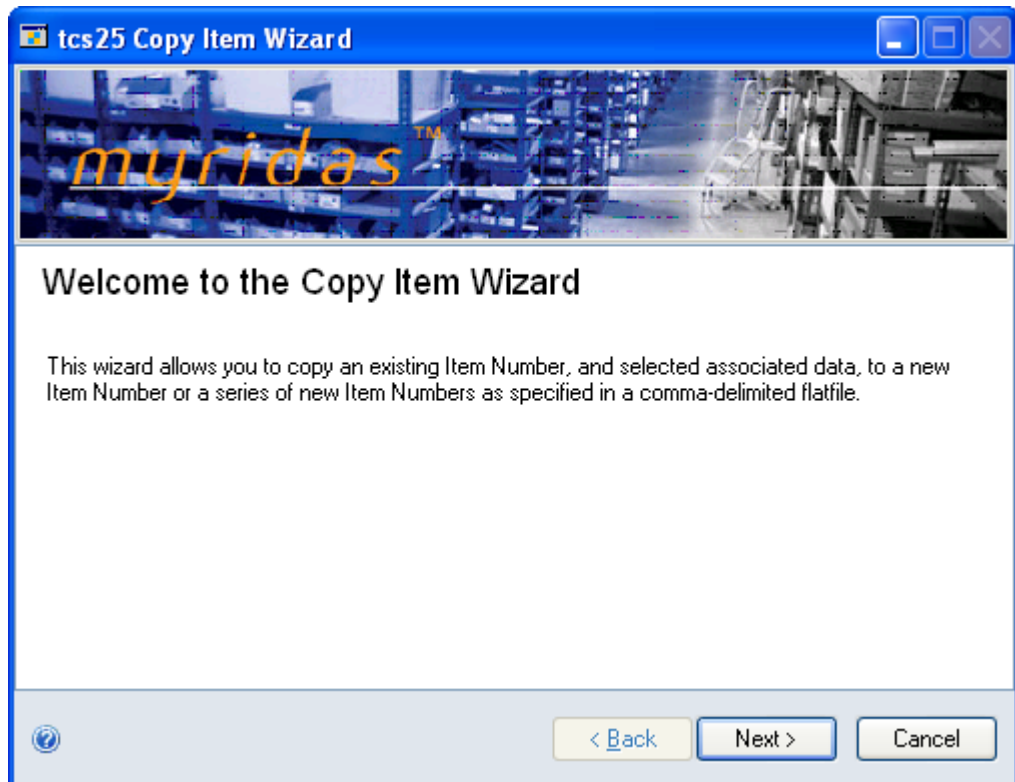 tcs25 Copy Item Wizard
myridas™
Welcome to the Copy Item Wizard
This wizard allows you to copy an existing Item Number, and selected associated data, to a new
Item Number or a series of new Item Numbers as specified in a comma-delimited flatfile.
< Back
Next >
Cancel